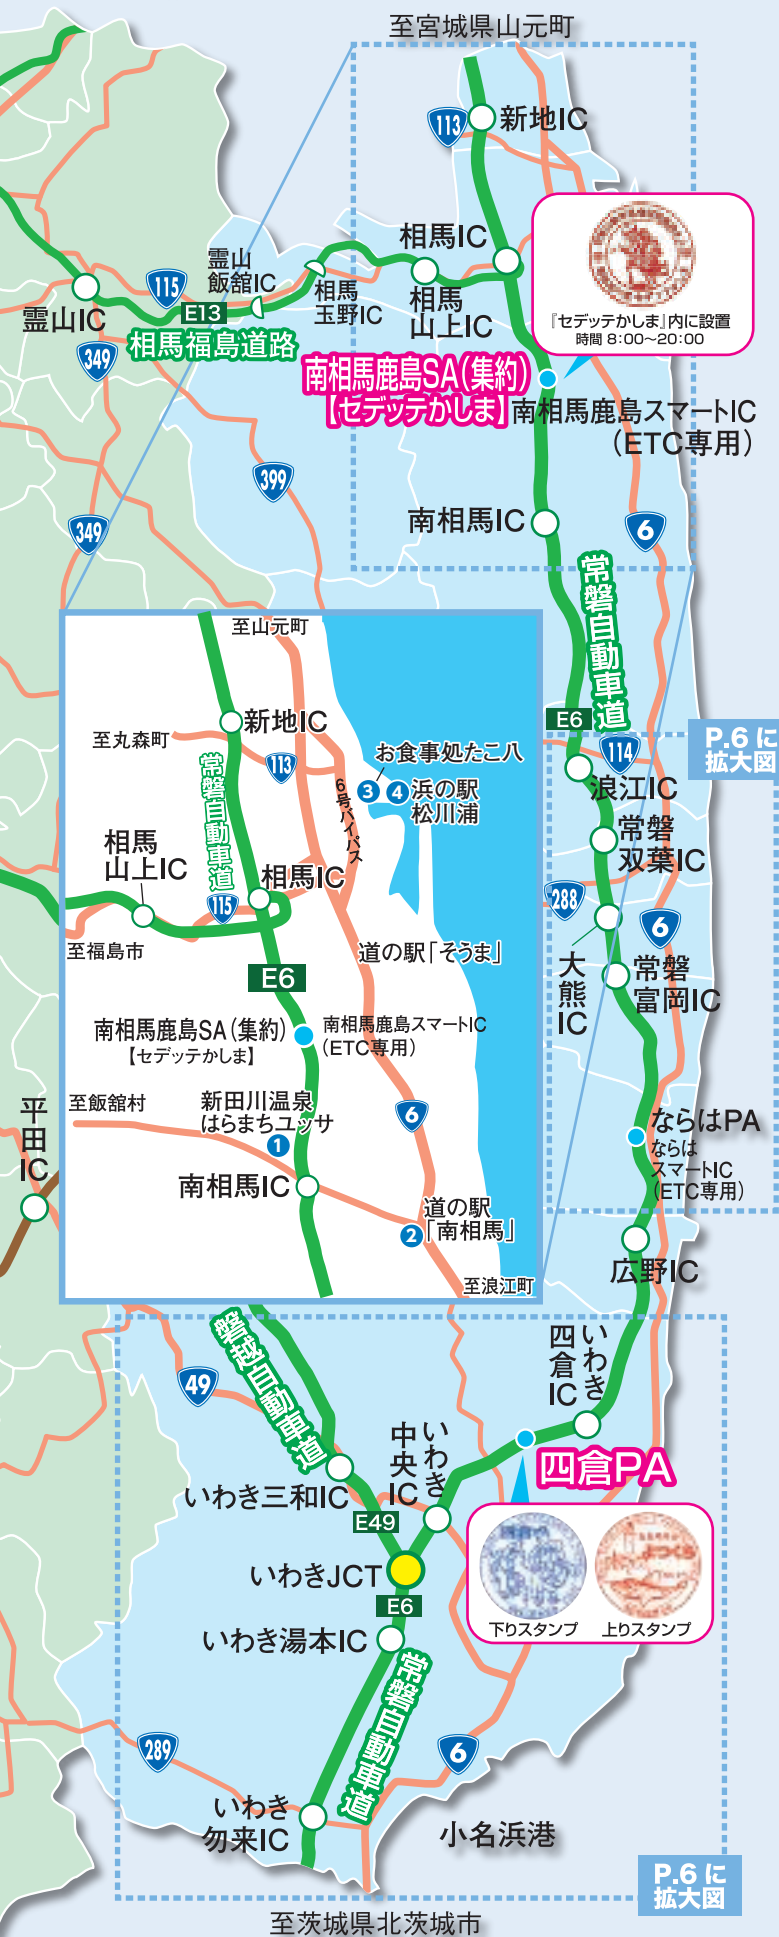 至宮城県山元町
113
新地IC
相馬IC
『セデッテかしま』内に設置
時間 8:00〜20:00
霊山
飯舘IC
115
E13
霊山IC
相馬
玉野IC
相馬
山上IC
相馬福島道路
349
南相馬鹿島SA(集約)
【セデッテかしま】
南相馬鹿島スマートIC
(ETC専用)
399
349
南相馬IC
6
常磐自動車道
E6
P.6 に
拡大図
114
浪江IC
常磐
双葉IC
288
6
大熊IC
常磐
富岡IC
ならはPA
ならは
スマートIC
(ETC専用)
広野IC
平田IC
至山元町
新地IC
至丸森町
113
お食事処たこ八
3
4
浜の駅
松川浦
6号バイパス
常磐自動車道
相馬
山上IC
相馬IC
115
至福島市
道の駅「そうま」
E6
南相馬鹿島SA(集約)
【セデッテかしま】
南相馬鹿島スマートIC
(ETC専用)
至飯舘村
新田川温泉
はらまちユッサ
1
6
南相馬IC
道の駅
「南相馬」
2
至浪江町
磐越自動車道
49
いわき
四倉IC
いわき
中央IC
四倉PA
いわき三和IC
E49
下りスタンプ
上りスタンプ
いわきJCT
E6
いわき湯本IC
常磐自動車道
289
6
いわき
勿来IC
小名浜港
P.6 に
拡大図
至茨城県北茨城市